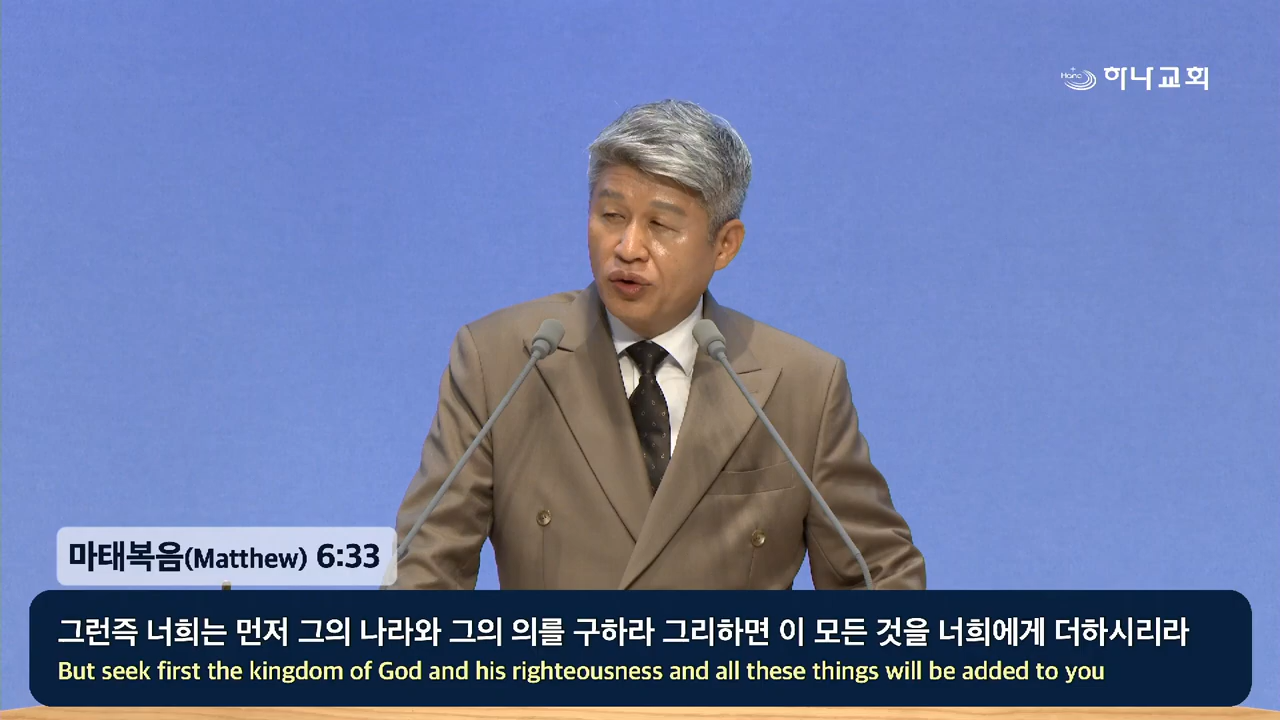 Hana 하나교회
마태복음(Matthew) 6:33
그런즉 너희는 먼저 그의 나라와 그의 의를 구하라 그리하면 이 모든 것을 너희에게 더하시리라
But seek first the kingdom of God and his righteousness and all these things will be added to you